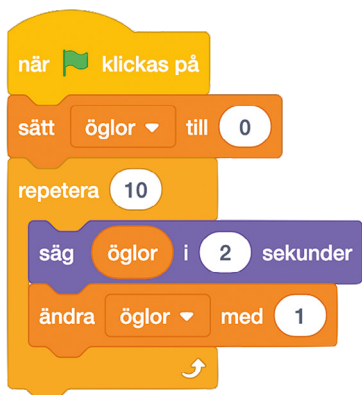 när klickas på
sätt öglor till 0
repetera 10
säg öglor i 2 sekunder
ändra öglor med 1